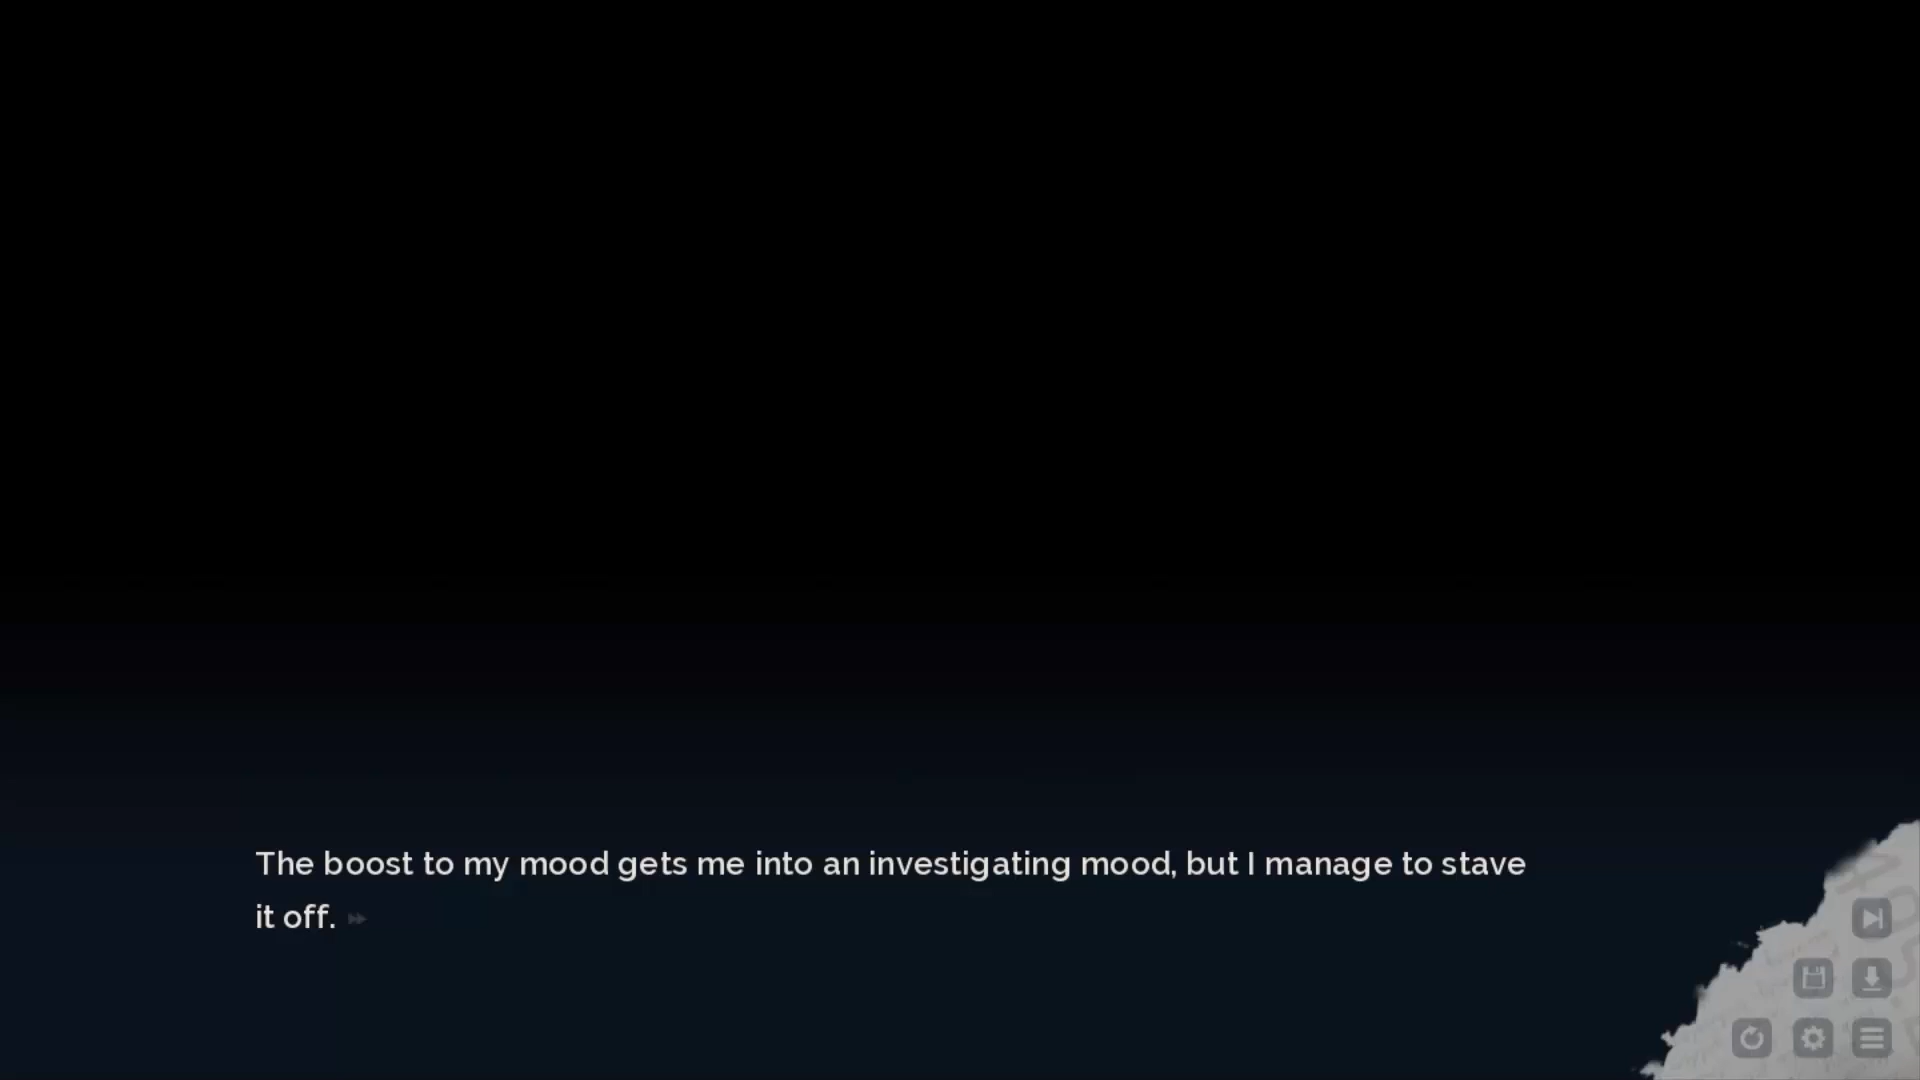 The boost to my mood gets me into an investigating mood, but I manage to stave
it off.